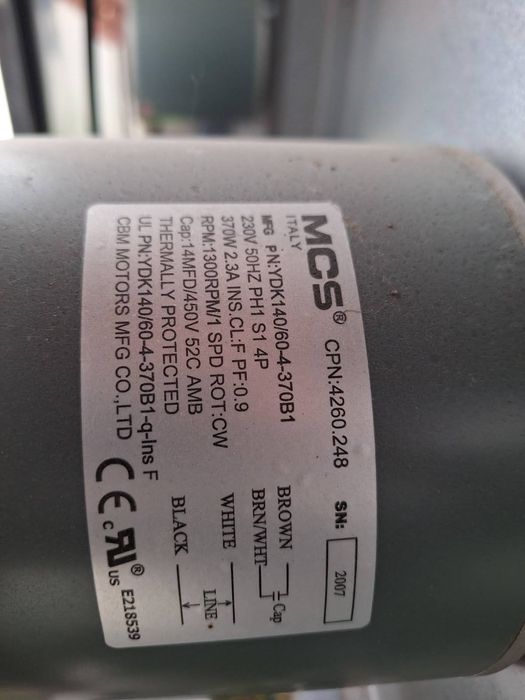 MCS® CPN:4260.248 SN: 2007
ITALY
MFG P N:YDK140/60-4-370B1
230V 50HZ PH1 S1 4P
370W 2.3A INS.CL:F PF:0.9
RPM:1300RPM/1 SPD ROT:CW
Cap:14MFD/450V 52C AMB
THERMALLY PROTECTED
UL PN:YDK140/60-4-370B1-q-Ins F
CBM MOTORS MFG CO.,LTD
BROWN
BRN/WHT
Cap
WHITE
LINE
BLACK
CE c RU® US E218539